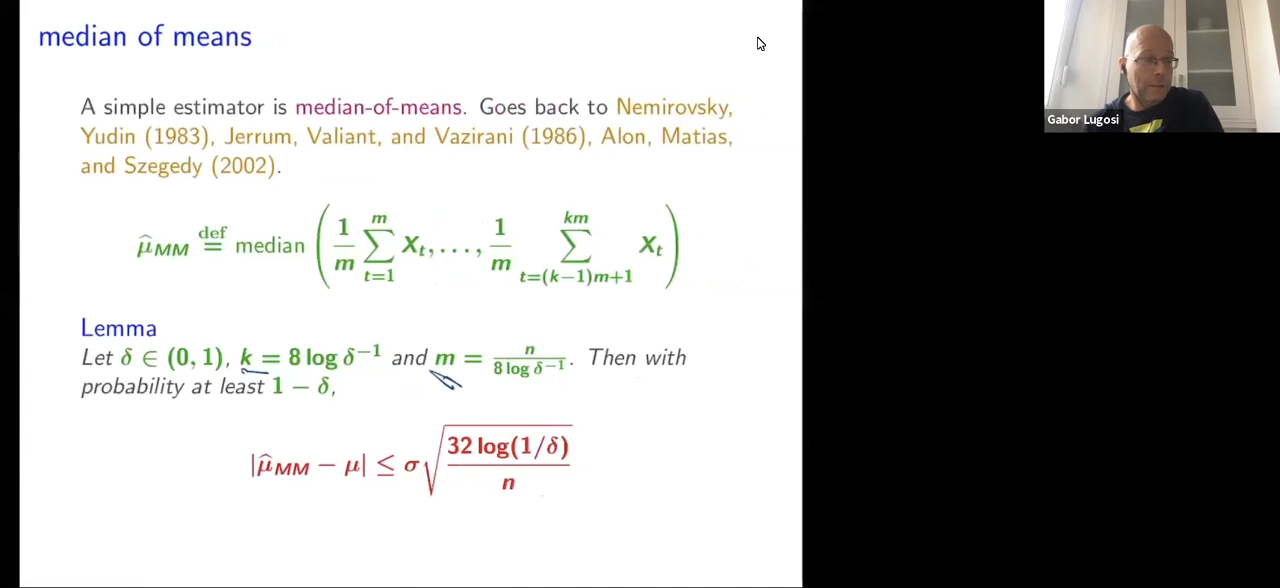 median of means
A simple estimator is median-of-means. Goes back to Nemirovsky,
Yudin (1983), Jerrum, Valiant, and Vazirani (1986), Alon, Matias,
and Szegedy (2002).
μ̂_MM def= median ( 1/m ∑_{t=1}^{m} X_t, . . . , 1/m ∑_{t=(k−1)m+1}^{km} X_t )
Lemma
Let δ ∈ (0, 1), k = 8 log δ^{−1} and m = n / (8 log δ^{−1}). Then with
probability at least 1 − δ,
|μ̂_MM − μ| ≤ σ √(32 log(1/δ) / n)
Gabor Lugosi